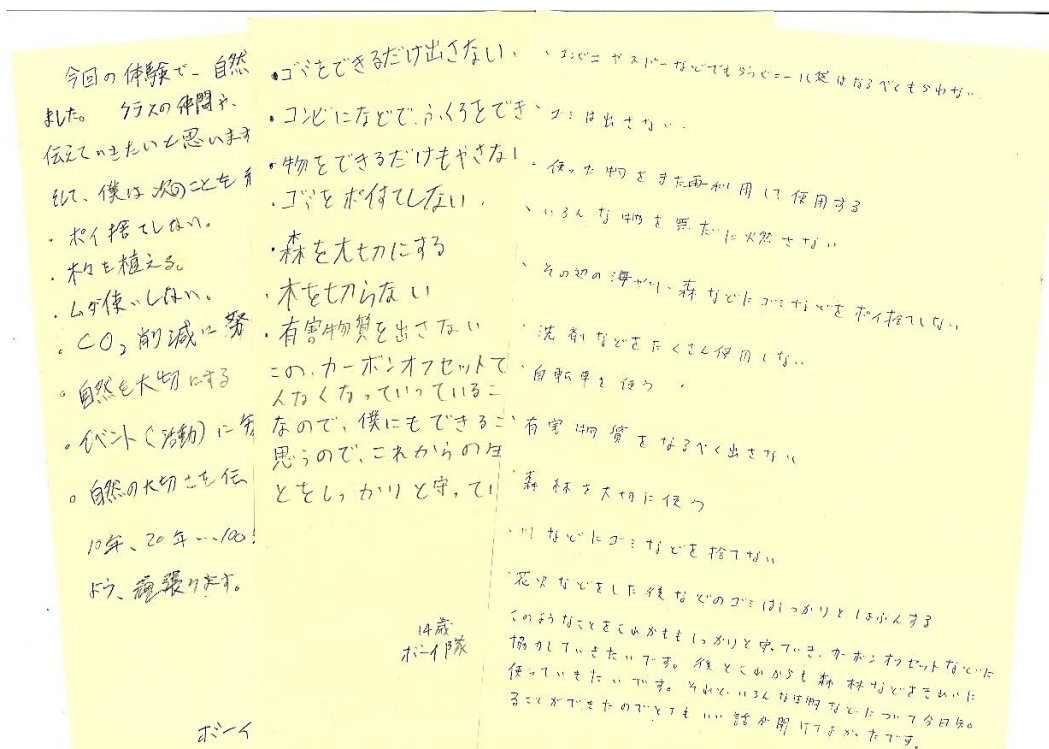 今回の体験で、自然
ました。 クラスの仲間や、
伝えていきたいと思います
そして、僕は次のことを
・ポイ捨てしない。
・木々を植える。
・ムダ使いしない。
・CO₂削減に努
・自然を大切にする
・イベント(活動)に
・自然の大切さを伝
10年、20年…100
よう、頑張ります。
ボーイ
・ゴミをできるだけ出さない、
・コンビになどで、ふくろをでき
・物をできるだけもやさない
・ゴミをポイすてしない、
・森を大切にする
・木を切らない
・有害物質を出さない
この、カーボンオフセットで
んなくなっていっているこ
なので、僕にもできるこ
思うので、これからの生
とをしっかりと守ってい
14歳
ボーイ隊
、コンビニやスーパーなどでも ビニール袋はなるべくもらわない、
、ゴミは出さない、
・使った物をまた再利用して使用する
、いろんな物を無だに火然さない
、その辺の海や川、森などにゴミなどをポイ捨てしない
・洗剤などをたくさん使用しない
・自転車を使う
・有害物質をなるべく出さない
・森林を大切に使う
・川などにゴミなどを捨てない
・花火などをした後などのゴミはしっかりとしょぶんする
このようなことをこれからもしっかりと守っていき、カーボンオフセットなどに
協力していきたいです。後とこれからも森林などをきれいに
使っていきたいです。それといろんな 物などについて今日知
ることができたのでとてもいい話が聞けてよかったです。